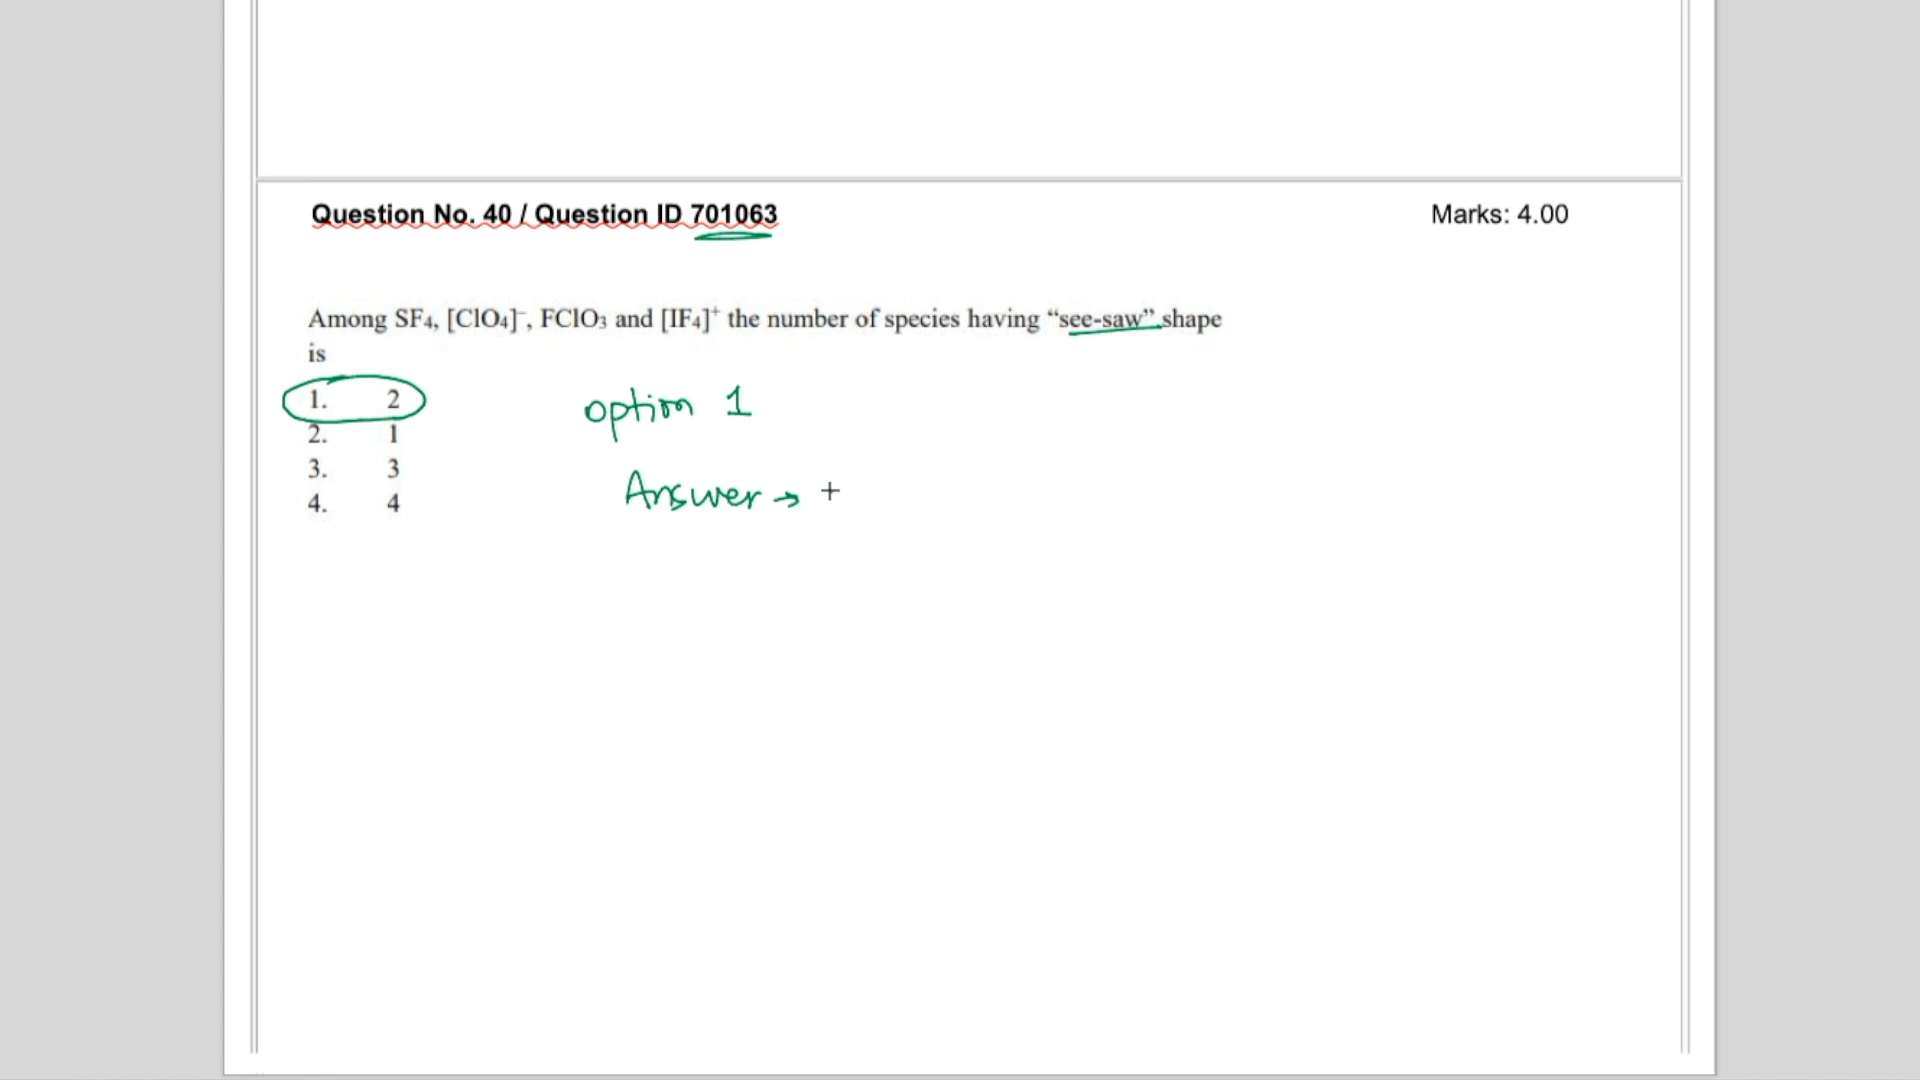 Question No. 40 / Question ID 701063
Marks: 4.00
Among SF₄, [ClO₄]⁻, FClO₃ and [IF₄]⁺ the number of species having “see-saw” shape
is
1. 2
2. 1
3. 3
4. 4
option 1
Answer →